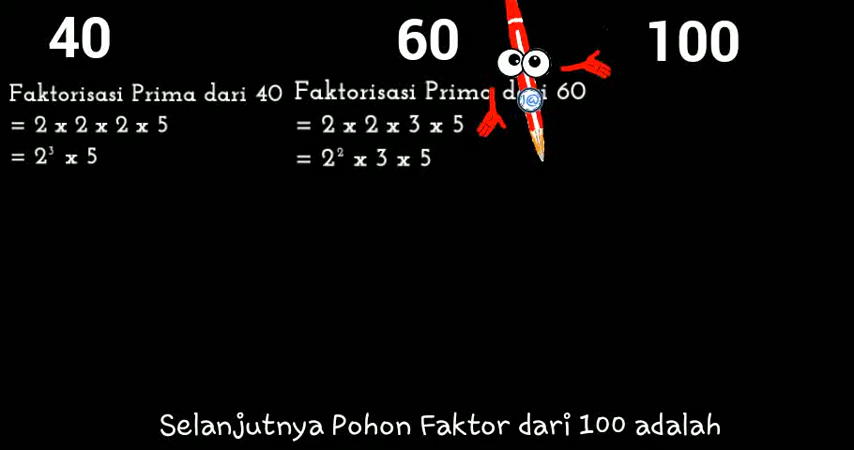 40 60 100
Faktorisasi Prima dari 40
= 2 x 2 x 2 x 5
= 2³ x 5
Faktorisasi Prima dari 60
= 2 x 2 x 3 x 5
= 2² x 3 x 5
Selanjutnya Pohon Faktor dari 100 adalah